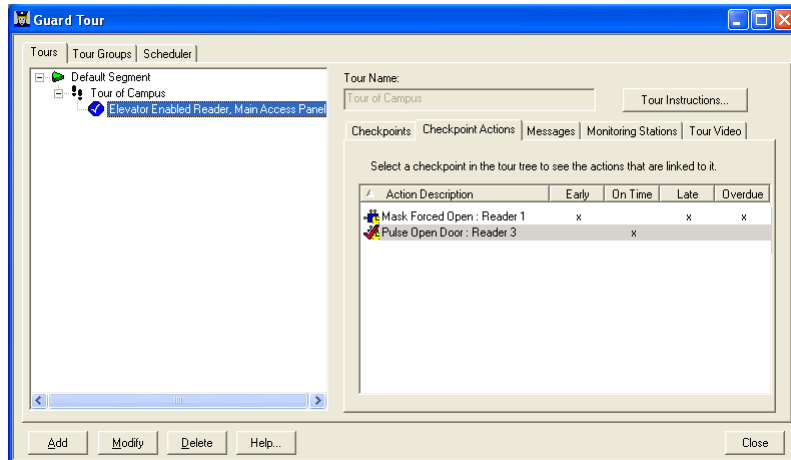 Guard Tour
Tours Tour Groups Scheduler
Default Segment
Tour of Campus
Elevator Enabled Reader, Main Access Panel
Tour Name:
Tour of Campus
Tour Instructions...
Checkpoints Checkpoint Actions Messages Monitoring Stations Tour Video
Select a checkpoint in the tour tree to see the actions that are linked to it.
Action Description Early On Time Late Overdue
Mask Forced Open : Reader 1 x x x
Pulse Open Door : Reader 3 x
Add Modify Delete Help... Close